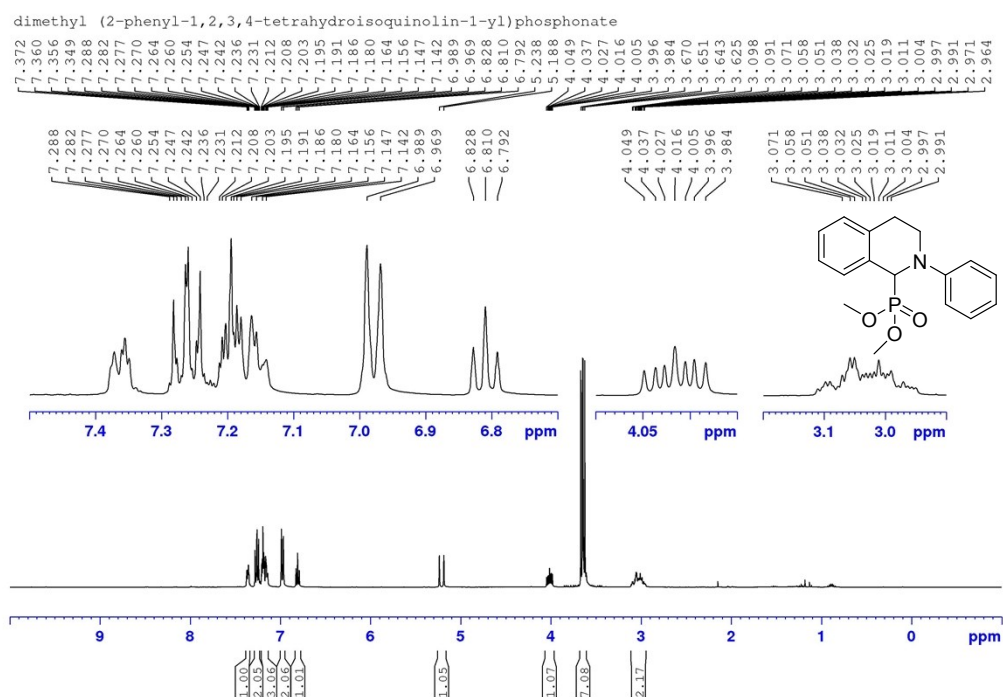 dimethyl (2-phenyl-1,2,3,4-tetrahydroisoquinolin-1-yl)phosphonate
7.372 7.360 7.356 7.349 7.288 7.282 7.277 7.270 7.264 7.260 7.254 7.247 7.242 7.236 7.231 7.212 7.208 7.203 7.195 7.191 7.186 7.180 7.164 7.156 7.147 7.142 6.989 6.969 6.828 6.810 6.792 5.238 5.188 4.049 4.037 4.027 4.016 4.005 3.996 3.984 3.670 3.651 3.643 3.625 3.098 3.091 3.071 3.058 3.051 3.038 3.032 3.025 3.019 3.011 3.004 2.997 2.991 2.971 2.964
7.288 7.282 7.277 7.270 7.264 7.260 7.254 7.247 7.242 7.236 7.231 7.212 7.208 7.203 7.195 7.191 7.186 7.180 7.164 7.156 7.147 7.142 6.989 6.969 6.828 6.810 6.792 4.049 4.037 4.027 4.016 4.005 3.996 3.984 3.071 3.058 3.051 3.038 3.032 3.025 3.019 3.011 3.004 2.997 2.991
N
P
O O
O
7.4 7.3 7.2 7.1 7.0 6.9 6.8 ppm 4.05 ppm 3.1 3.0 ppm
9 8 7 6 5 4 3 2 1 0 ppm
1.00 2.05 3.06 2.06 1.01 1.05 1.07 7.08 2.17